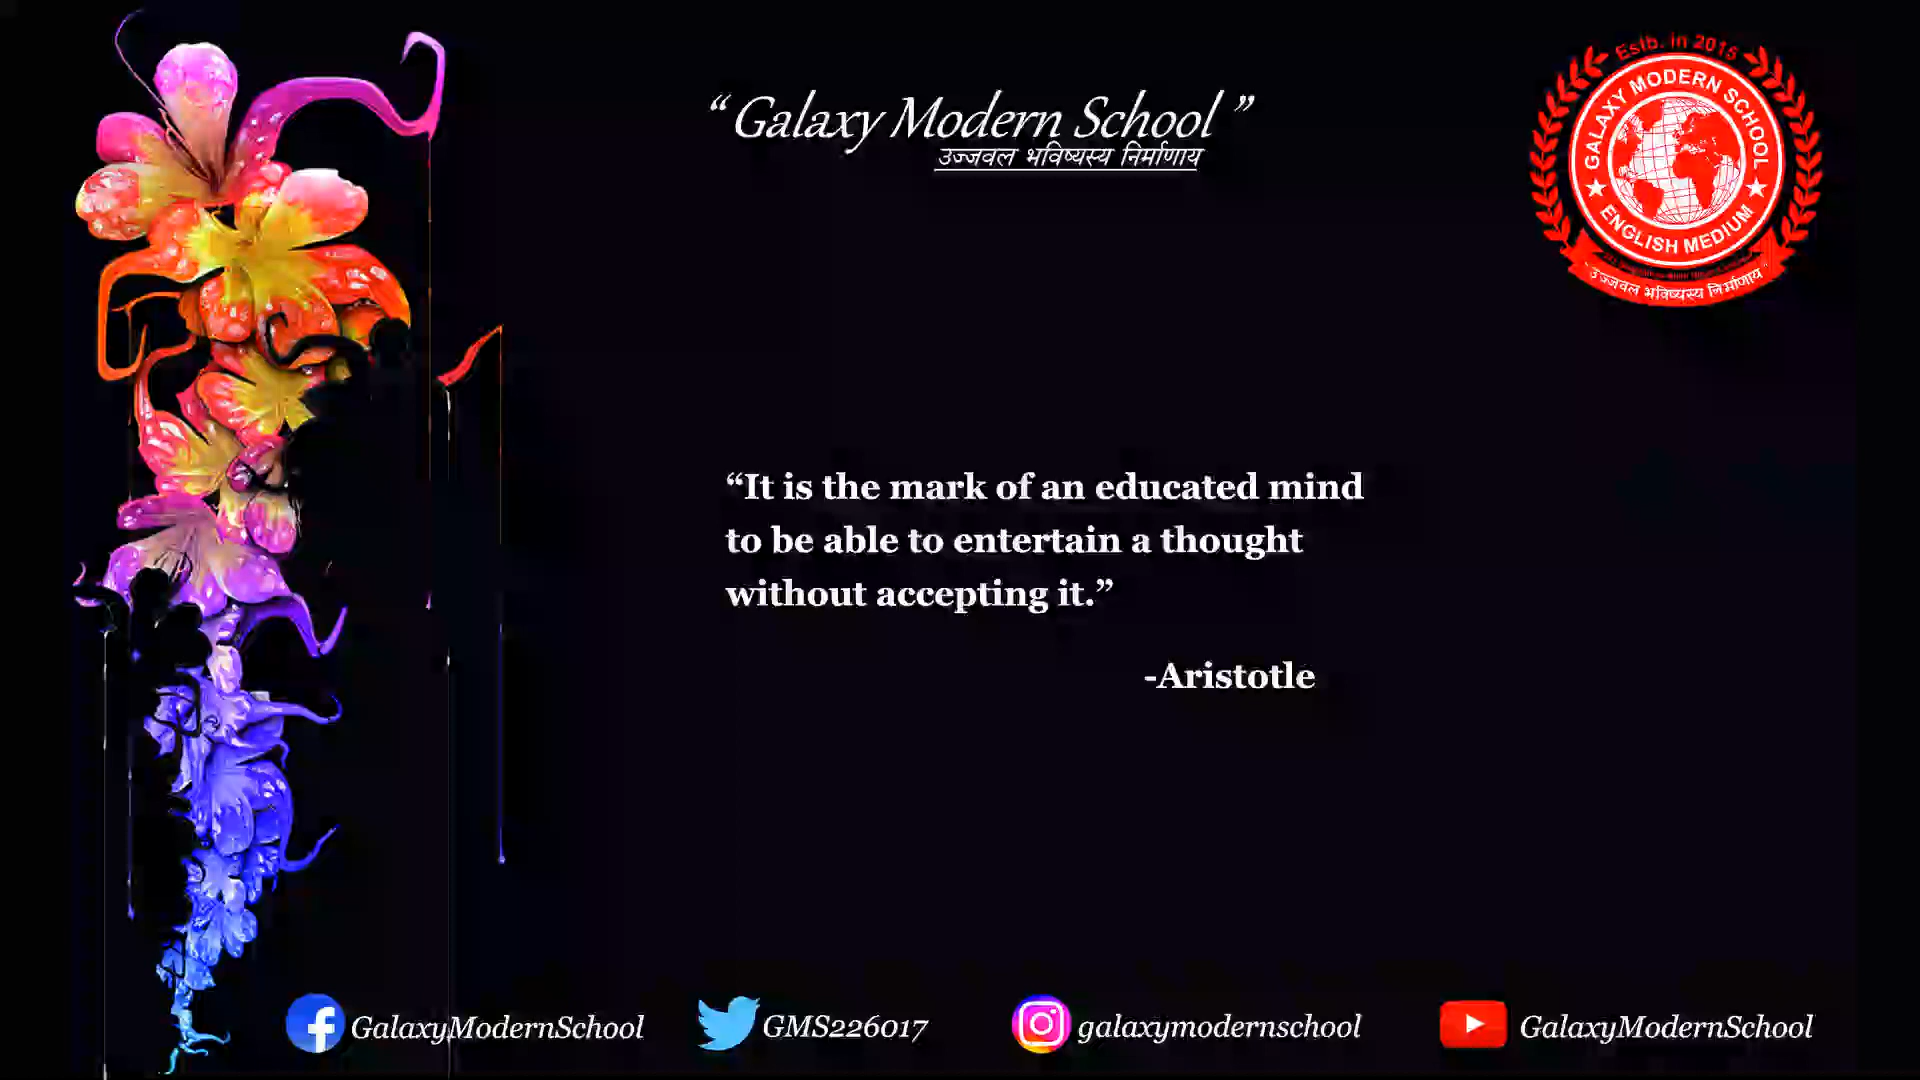 “ Galaxy Modern School ”
उज्जवल भविष्यस्य निर्माणाय
Estb. in 2015
GALAXY MODERN SCHOOL
ENGLISH MEDIUM
उज्जवल भविष्यस्य निर्माणाय
“It is the mark of an educated mind
to be able to entertain a thought
without accepting it.”
-Aristotle
GalaxyModernSchool
GMS226017
galaxymodernschool
GalaxyModernSchool